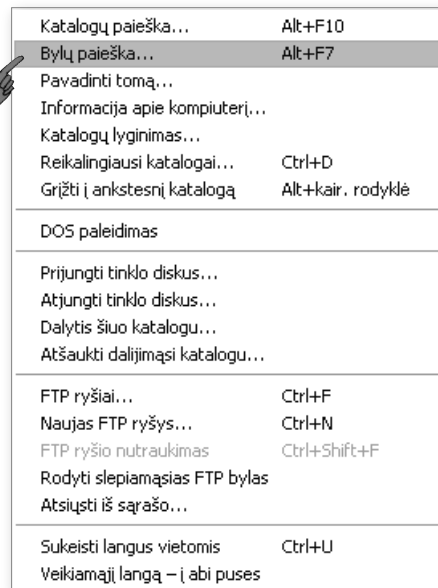 Katalogų paieška... Alt+F10
Bylų paieška... Alt+F7
Pavadinti tomą...
Informacija apie kompiuterį...
Katalogų lyginimas...
Reikalingiausi katalogai... Ctrl+D
Grįžti į ankstesnį katalogą Alt+kair. rodyklė
DOS paleidimas
Prijungti tinklo diskus...
Atjungti tinklo diskus...
Dalytis šiuo katalogu...
Atšaukti dalijimąsi katalogu...
FTP ryšiai... Ctrl+F
Naujas FTP ryšys... Ctrl+N
FTP ryšio nutraukimas Ctrl+Shift+F
Rodyti slepiamąsias FTP bylas
Atsiųsti iš sąrašo...
Sukeisti langus vietomis Ctrl+U
Veikiamąjį langą – į abi puses